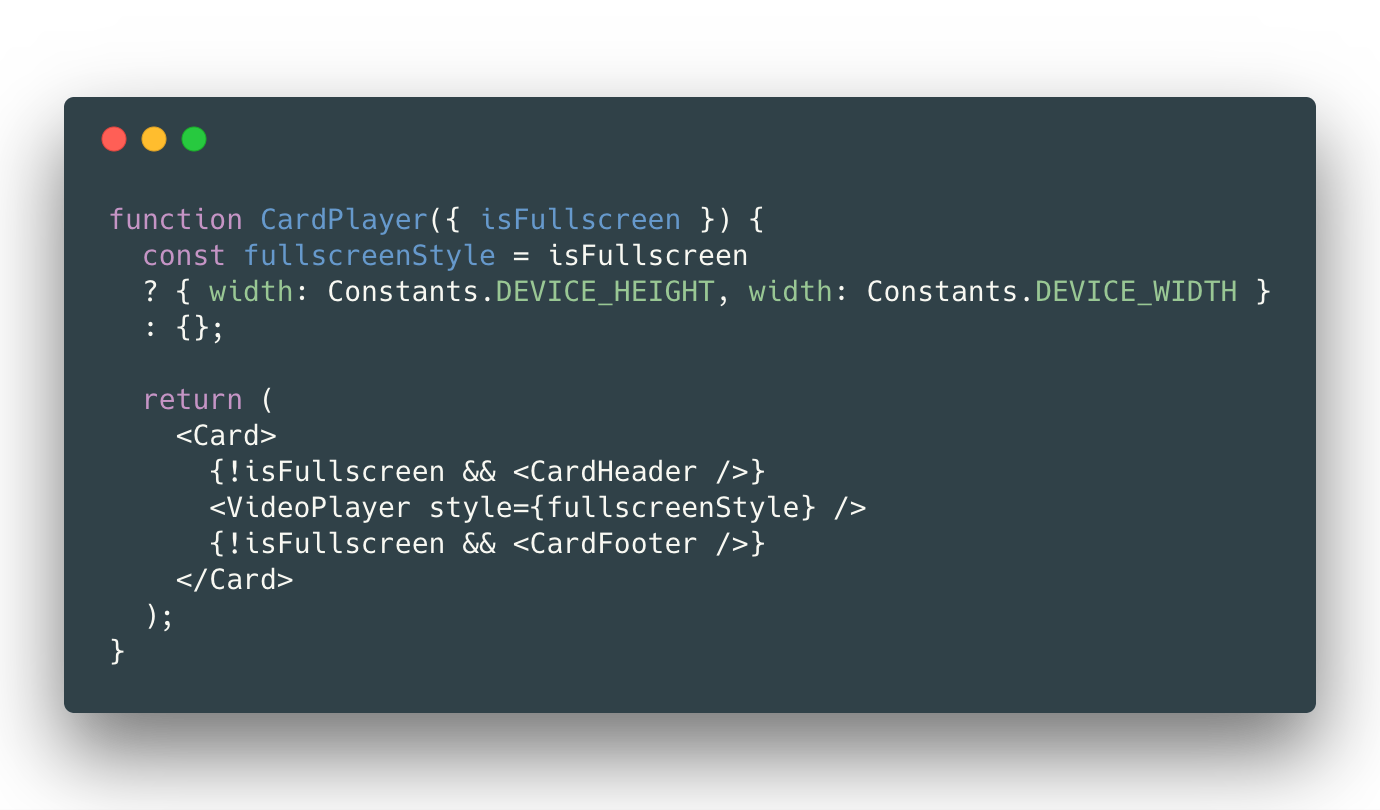 function CardPlayer({ isFullscreen }) {
  const fullscreenStyle = isFullscreen
  ? { width: Constants.DEVICE_HEIGHT, width: Constants.DEVICE_WIDTH }
  : {};

  return (
    <Card>
      {!isFullscreen && <CardHeader />}
      <VideoPlayer style={fullscreenStyle} />
      {!isFullscreen && <CardFooter />}
    </Card>
  );
}